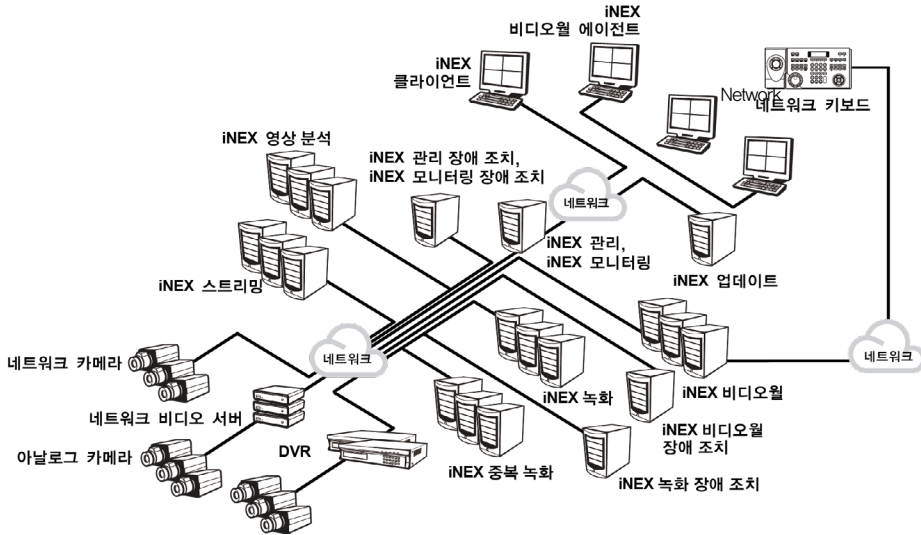 iNEX
비디오월 에이전트
iNEX
클라이언트
Network
네트워크 키보드
iNEX 영상 분석
iNEX 관리 장애 조치,
iNEX 모니터링 장애 조치
네트워크
iNEX 관리,
iNEX 모니터링
iNEX 업데이트
iNEX 스트리밍
네트워크 카메라
네트워크
네트워크
iNEX 녹화
iNEX 비디오월
네트워크 비디오 서버
iNEX 비디오월
장애 조치
아날로그 카메라
DVR
iNEX 중복 녹화
iNEX 녹화 장애 조치